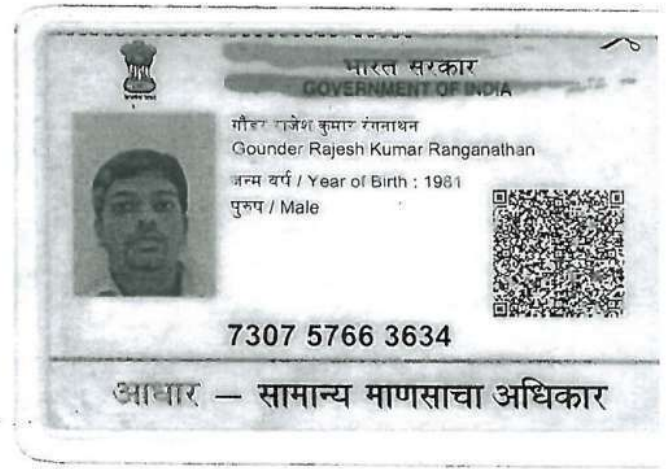 भारत सरकार
GOVERNMENT OF INDIA
गौंडर राजेश कुमार रंगनाथन
Gounder Rajesh Kumar Ranganathan
जन्म वर्ष / Year of Birth : 1981
पुरुष / Male
7307 5766 3634
आधार — सामान्य माणसाचा अधिकार